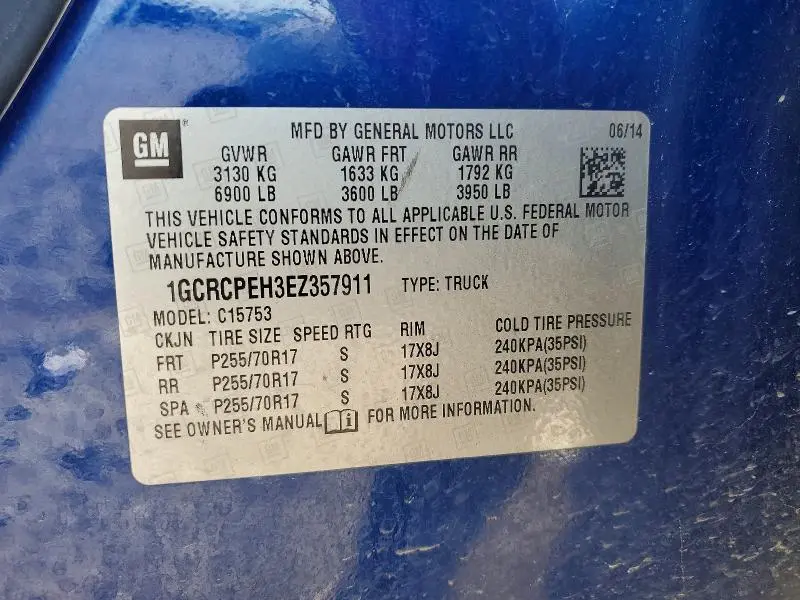 GM® MFD BY GENERAL MOTORS LLC 06/14
GVWR GAWR FRT GAWR RR
3130 KG 1633 KG 1792 KG
6900 LB 3600 LB 3950 LB
THIS VEHICLE CONFORMS TO ALL APPLICABLE U.S. FEDERAL MOTOR
VEHICLE SAFETY STANDARDS IN EFFECT ON THE DATE OF
MANUFACTURE SHOWN ABOVE.
1GCRCPEH3EZ357911 TYPE: TRUCK
MODEL: C15753
CKJN TIRE SIZE SPEED RTG RIM COLD TIRE PRESSURE
FRT P255/70R17 S 17X8J 240KPA(35PSI)
RR P255/70R17 S 17X8J 240KPA(35PSI)
SPA P255/70R17 S 17X8J 240KPA(35PSI)
SEE OWNER'S MANUAL FOR MORE INFORMATION.